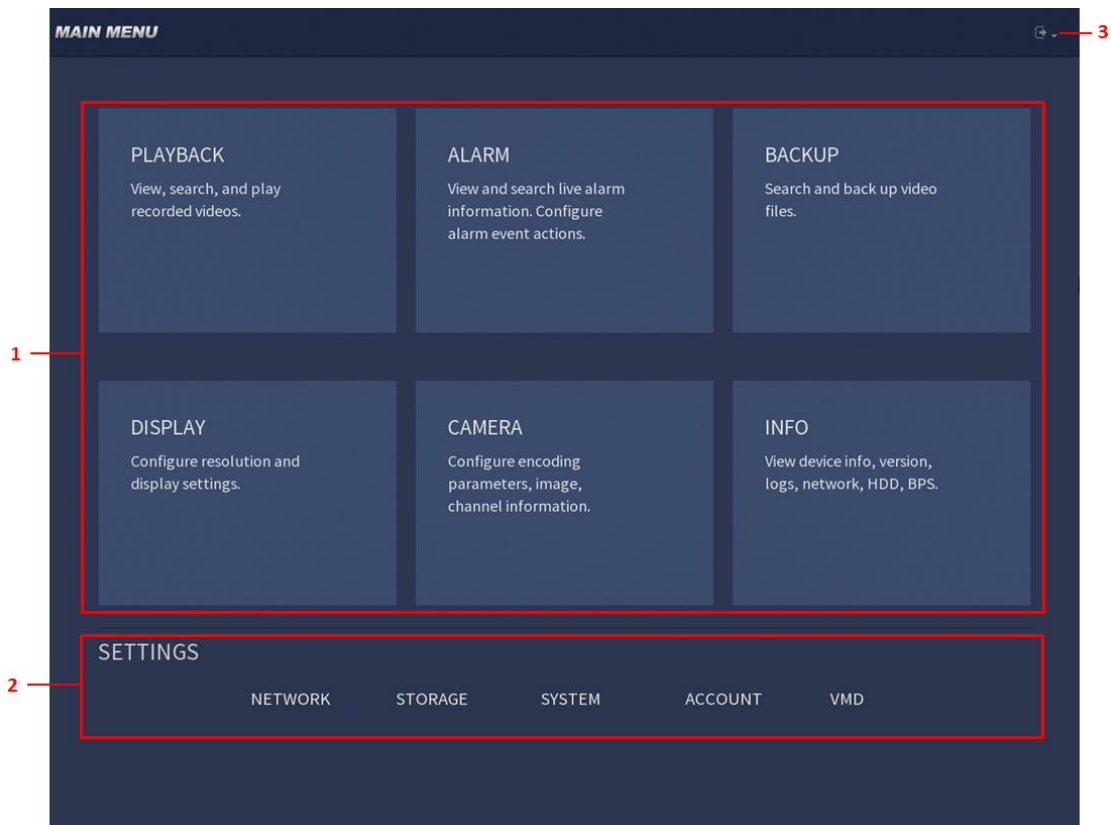 MAIN MENU
3
PLAYBACK
View, search, and play
recorded videos.
ALARM
View and search live alarm
information. Configure
alarm event actions.
BACKUP
Search and back up video
files.
1
DISPLAY
Configure resolution and
display settings.
CAMERA
Configure encoding
parameters, image,
channel information.
INFO
View device info, version,
logs, network, HDD, BPS.
SETTINGS
2
NETWORK STORAGE SYSTEM ACCOUNT VMD